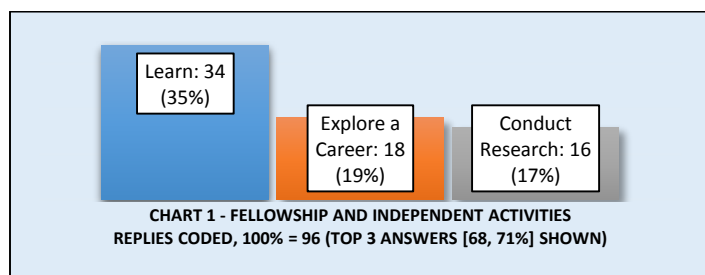 Learn: 34
(35%)
Explore a
Career: 18
(19%)
Conduct
Research: 16
(17%)
CHART 1 - FELLOWSHIP AND INDEPENDENT ACTIVITIES
REPLIES CODED, 100% = 96 (TOP 3 ANSWERS [68, 71%] SHOWN)